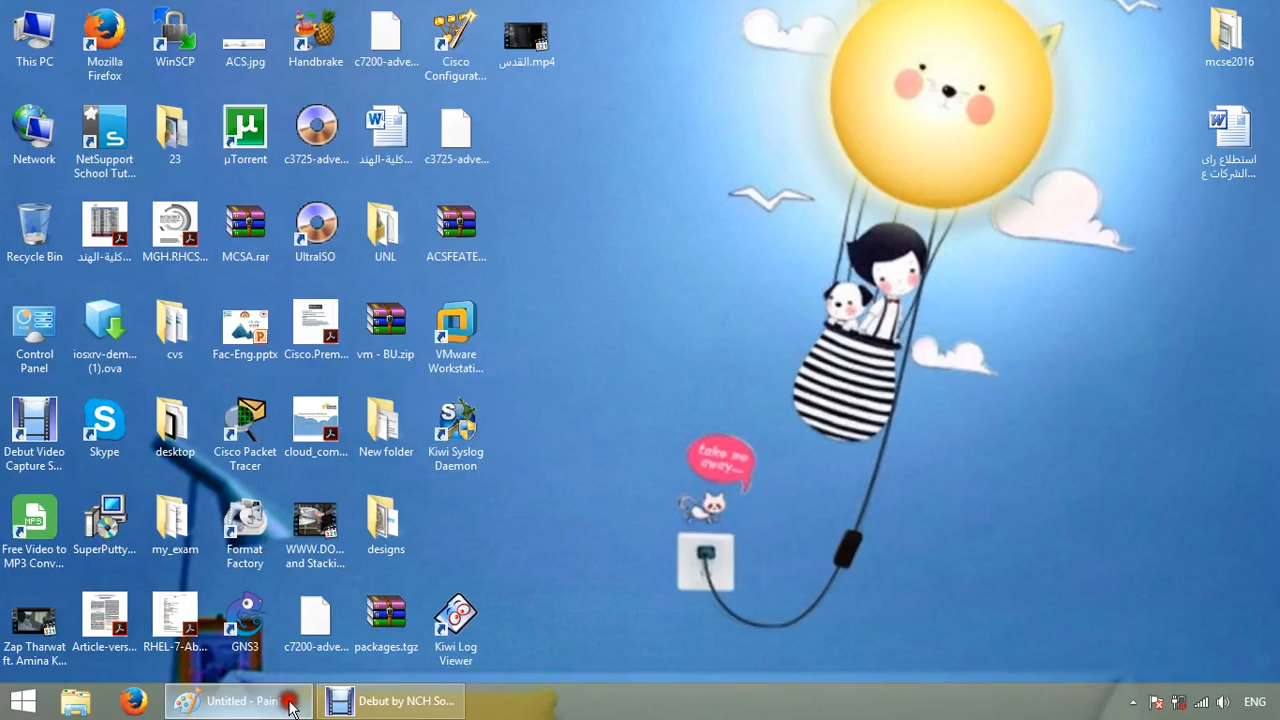 This PC
Mozilla
Firefox
WinSCP
ACS.jpg
Handbrake
c7200-adve...
Cisco
Configurat...
القدس.mp4
mcse2016
Network
NetSupport
School Tut...
23
µTorrent
c3725-adve...
كلية-الهند...
c3725-adve...
استطلاع راى
الشركات ع...
Recycle Bin
كلية-الهند...
MGH.RHCS...
MCSA.rar
UltraISO
UNL
ACSFEATE...
Control
Panel
iosxrv-dem...
(1).ova
cvs
Fac-Eng.pptx
Cisco.Prem...
vm - BU.zip
VMware
Workstati...
take me
away...
Debut Video
Capture S...
Skype
desktop
Cisco Packet
Tracer
cloud_com...
New folder
Kiwi Syslog
Daemon
MP3
Free Video to
MP3 Conv...
SuperPutty...
my_exam
Format
Factory
WWW.DO...
and Stacki...
designs
Zap Tharwat
ft. Amina K...
Article-vers...
RHEL-7-Ab...
GNS3
c7200-adve...
packages.tgz
Kiwi Log
Viewer
Untitled - Pain
Debut by NCH So...
ENG